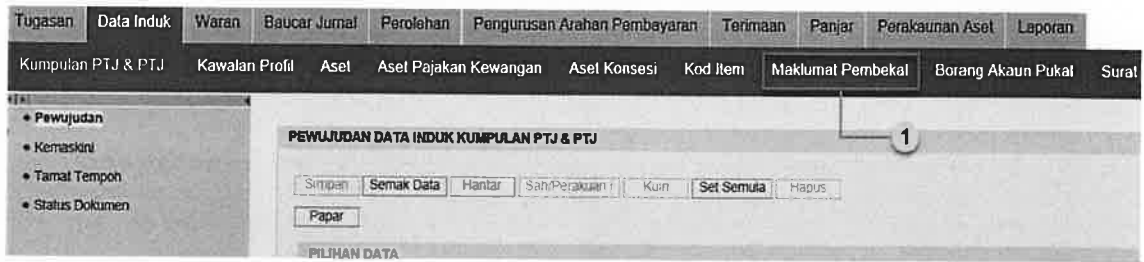 Tugasan Data Induk Waran Baucar Jurnal Perolehan Pengurusan Arahan Pembayaran Terimaan Panjar Perakaunan Aset Laporan
Kumpulan PTJ & PTJ Kawalan Profil Aset Aset Pajakan Kewangan Aset Konsesi Kod Item Maklumat Pembekal Borang Akaun Pukal Surat
• Pewujudan
• Kemaskini
• Tamat Tempoh
• Status Dokumen
1
PEWUJUDAN DATA INDUK KUMPULAN PTJ & PTJ
Simpan Semak Data Hantar Sah/Perakuan Kuiri Set Semula Hapus
Papar
PILIHAN DATA